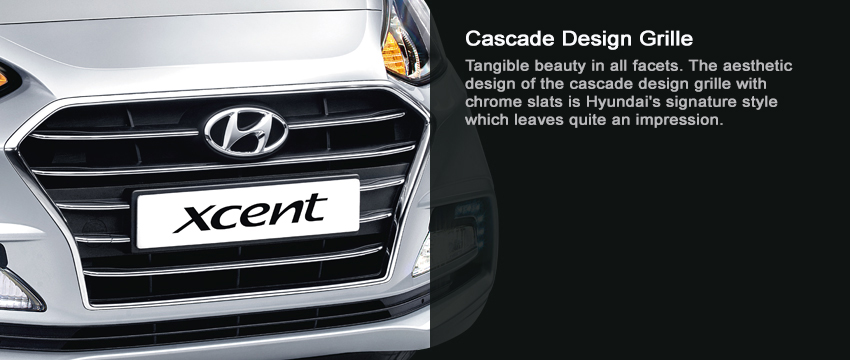 Cascade Design Grille
Tangible beauty in all facets. The aesthetic
design of the cascade design grille with
chrome slats is Hyundai's signature style
which leaves quite an impression.
xcent